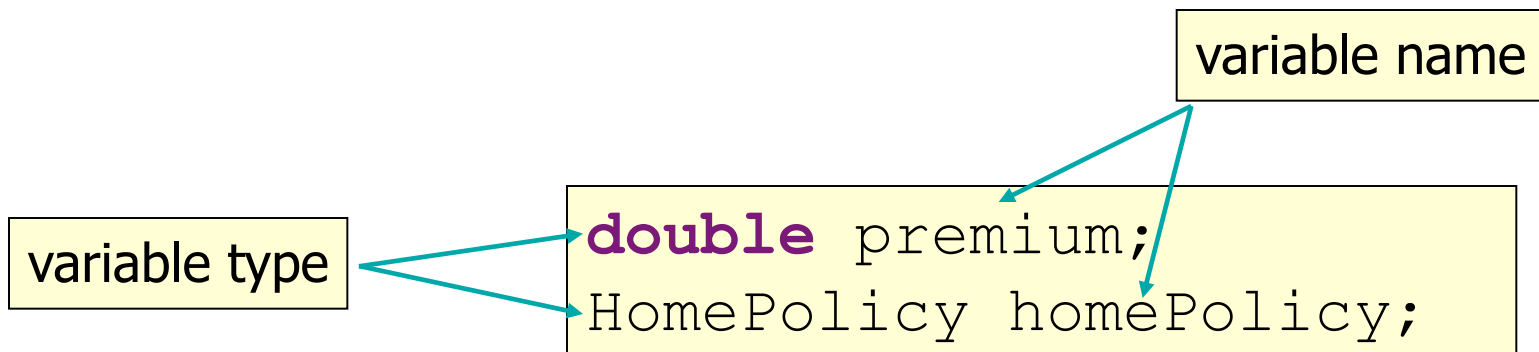 variable name
variable type
double premium;
HomePolicy homePolicy;